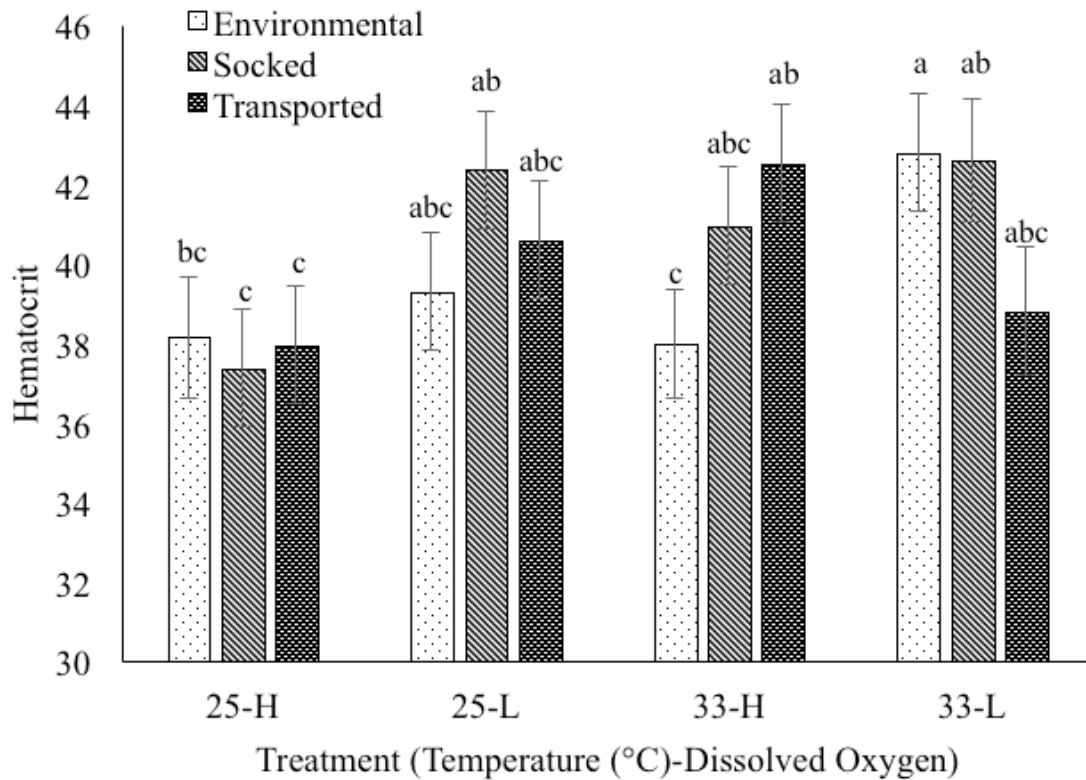 46
44
42
40
38
36
34
32
30
Hematocrit
Environmental
Socked
Transported
bc
c
c
abc
ab
abc
c
abc
ab
a
ab
abc
25-H
25-L
33-H
33-L
Treatment (Temperature (°C)-Dissolved Oxygen)